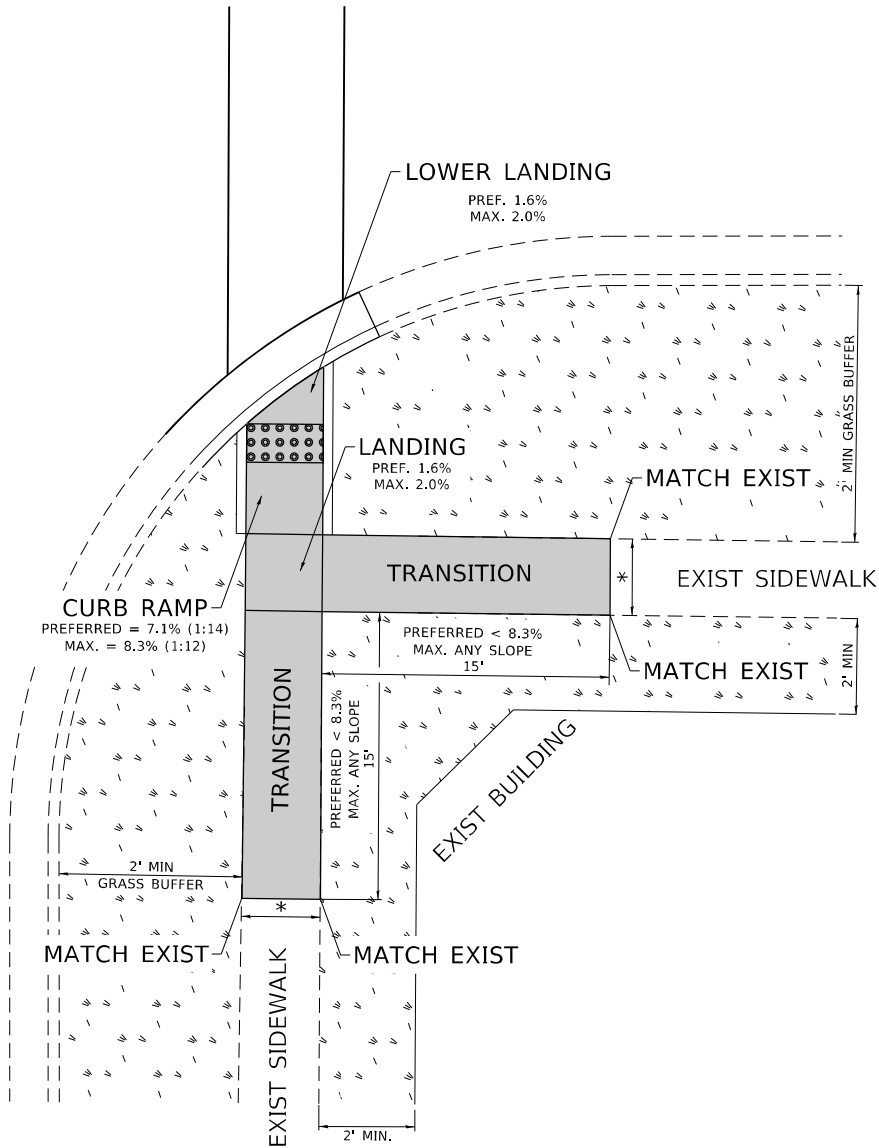 LOWER LANDING
PREF. 1.6%
MAX. 2.0%
2' MIN GRASS BUFFER
LANDING
PREF. 1.6%
MAX. 2.0%
MATCH EXIST
TRANSITION
*
EXIST SIDEWALK
CURB RAMP
PREFERRED = 7.1% (1:14)
MAX. = 8.3% (1:12)
PREFERRED < 8.3%
MAX. ANY SLOPE
15'
MATCH EXIST
2' MIN
TRANSITION
PREFERRED < 8.3%
MAX. ANY SLOPE
15'
EXIST BUILDING
2' MIN
GRASS BUFFER
*
MATCH EXIST
MATCH EXIST
EXIST SIDEWALK
2' MIN.